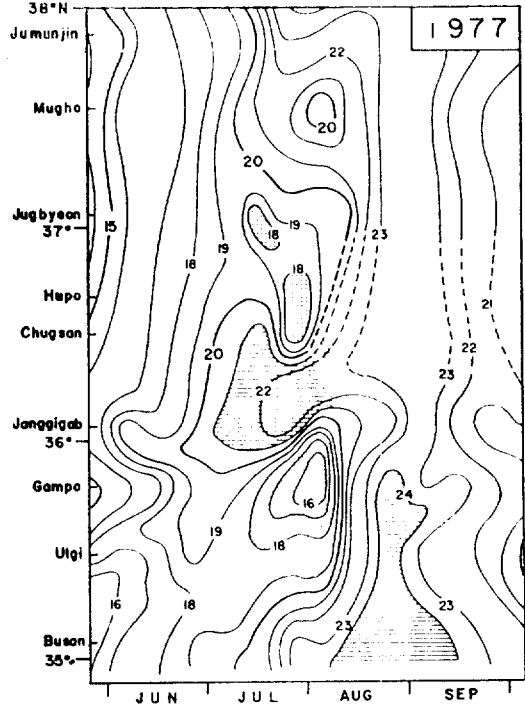 38°N
1977
Jumunjin
22
Mugho
20
20
Jugbyson
37°
15
18
19
19
18
23
18
Hupo
21
Chugsan
20
22
23
22
Janggigab
36°
Gampo
24
16
19
18
Ulgi
16
18
23
23
Busan
35°
JUN JUL AUG SEP